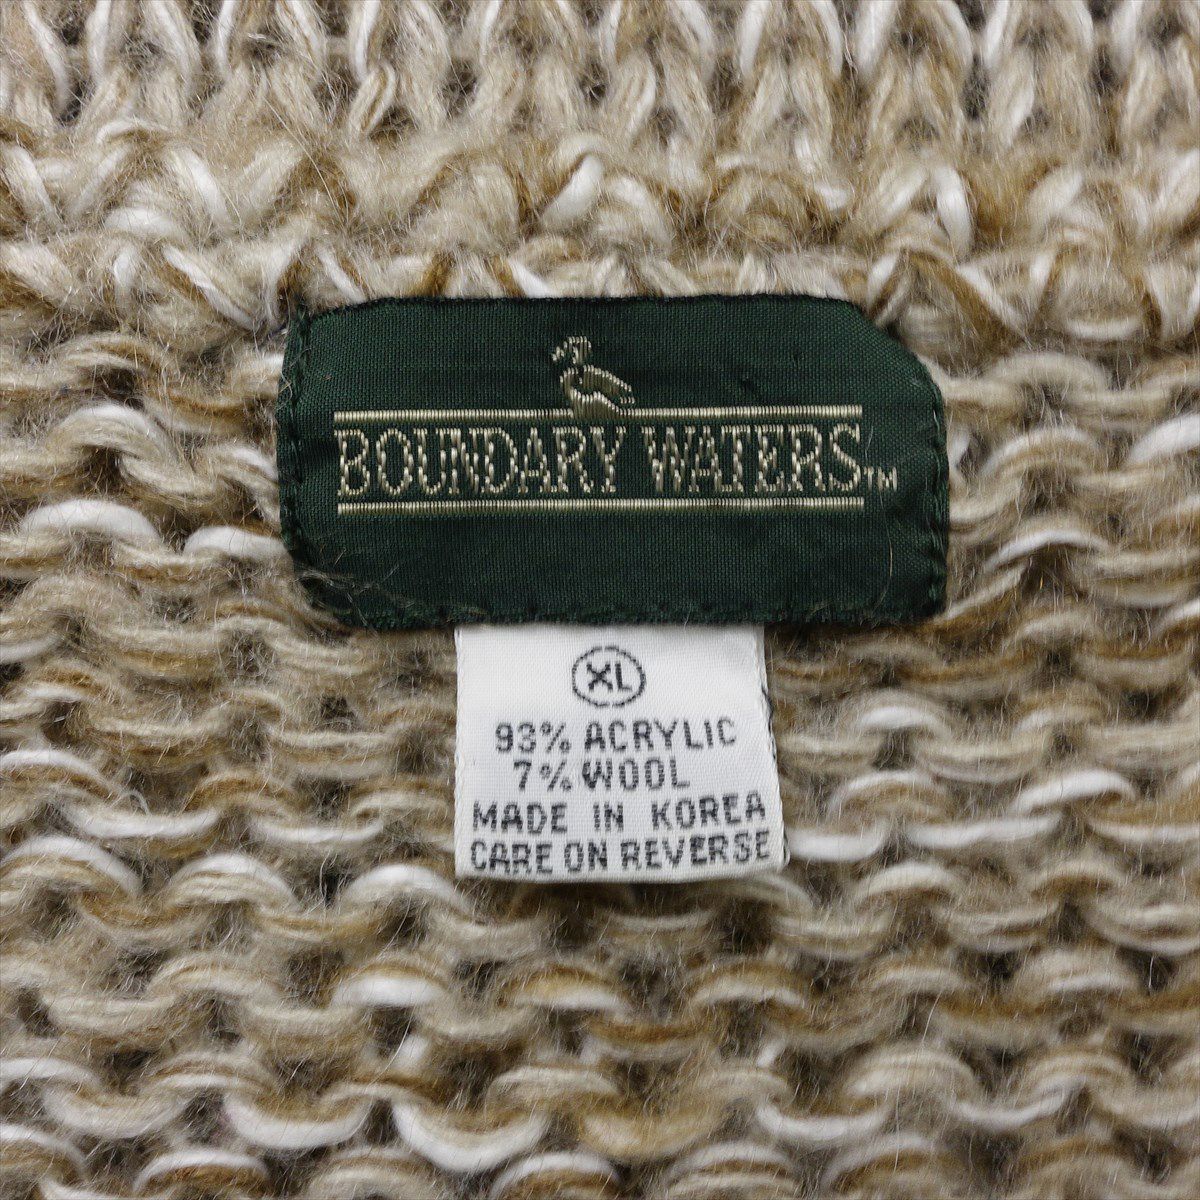 BOUNDARY WATERS™
XL
93% ACRYLIC
7% WOOL
MADE IN KOREA
CARE ON REVERSE